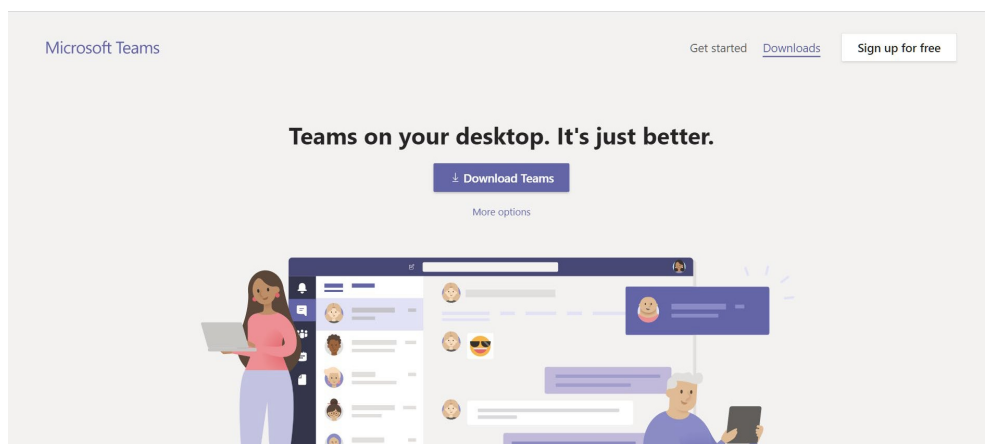 Microsoft Teams
Get started Downloads Sign up for free
Teams on your desktop. It's just better.
Download Teams
More options